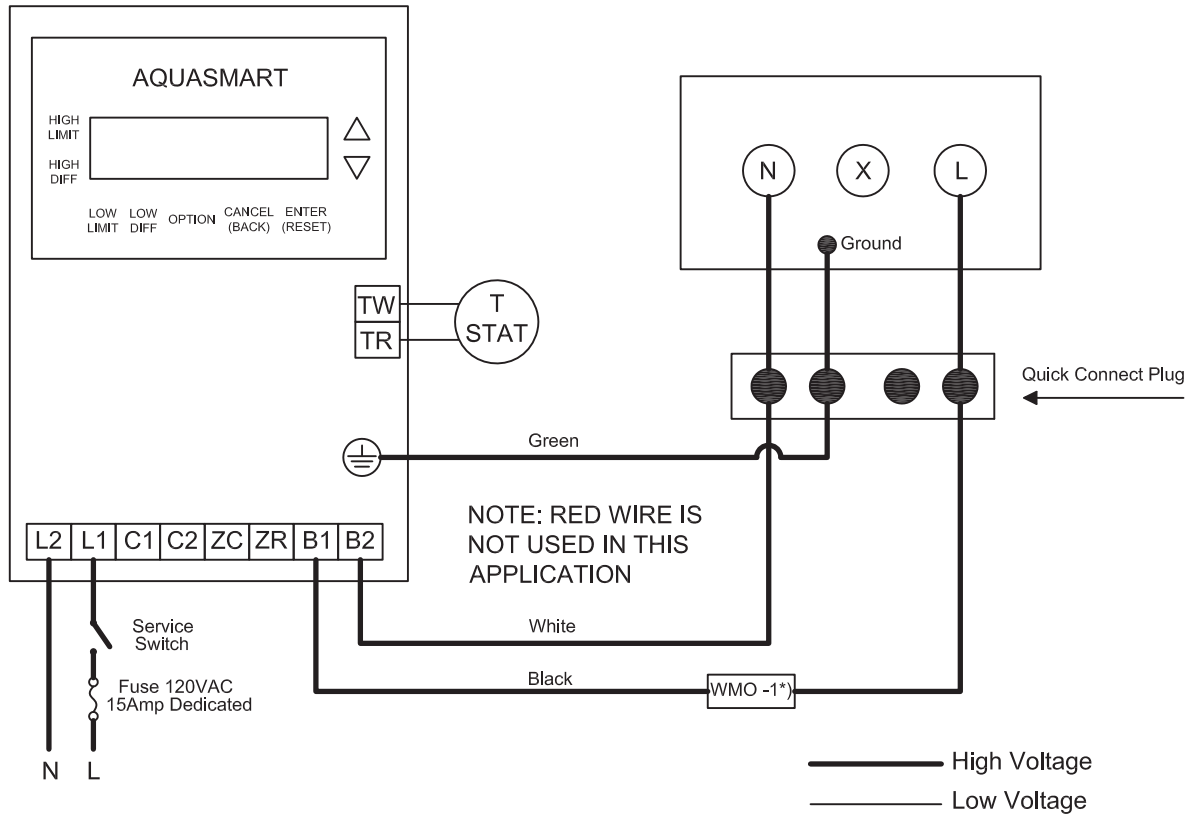 AQUASMART
HIGH
LIMIT
HIGH
DIFF
LOW
LIMIT
LOW
DIFF
OPTION
CANCEL
(BACK)
ENTER
(RESET)
TW
TR
T
STAT
N
X
L
Ground
Quick Connect Plug
Green
NOTE: RED WIRE IS
NOT USED IN THIS
APPLICATION
L2 L1 C1 C2 ZC ZR B1 B2
Service
Switch
Fuse 120VAC
15Amp Dedicated
N L
White
Black
WMO -1*)
High Voltage
Low Voltage